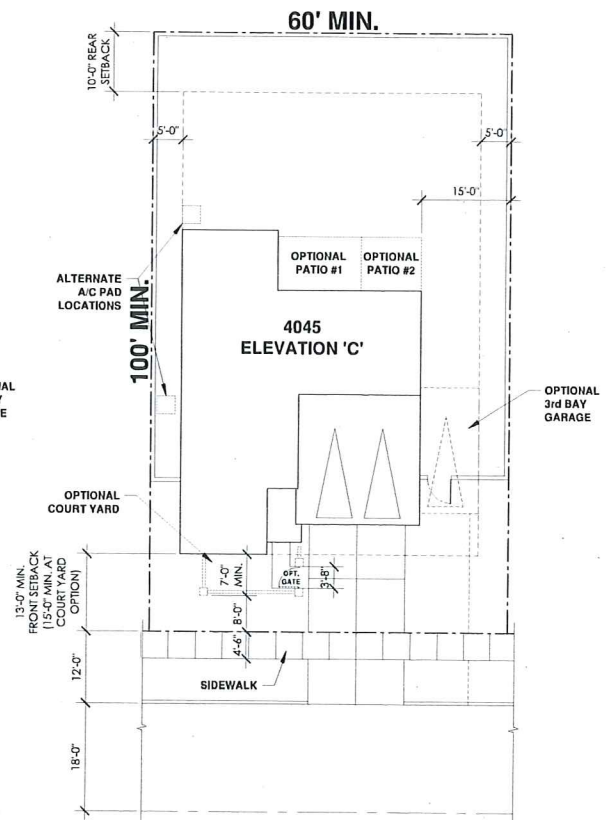 60' MIN.
10'-0" REAR
SETBACK
5'-0"
5'-0"
15'-0"
ALTERNATE
A/C PAD
LOCATIONS
100' MIN.
OPTIONAL
PATIO #1
OPTIONAL
PATIO #2
4045
ELEVATION 'C'
OPTIONAL
3rd BAY
GARAGE
OPTIONAL
COURT YARD
13'-0" MIN.
FRONT SETBACK
(15'-0" MIN. AT
COURT YARD
OPTION)
7'-0"
MIN.
OPT.
GATE
3'-8"
8'-0"
4'-6"
12'-0"
SIDEWALK
18'-0"